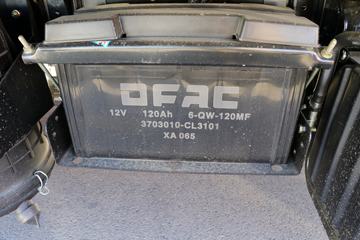 DFAC
12V 120Ah 6-QW-120MF
3703010-CL3101
XA 065